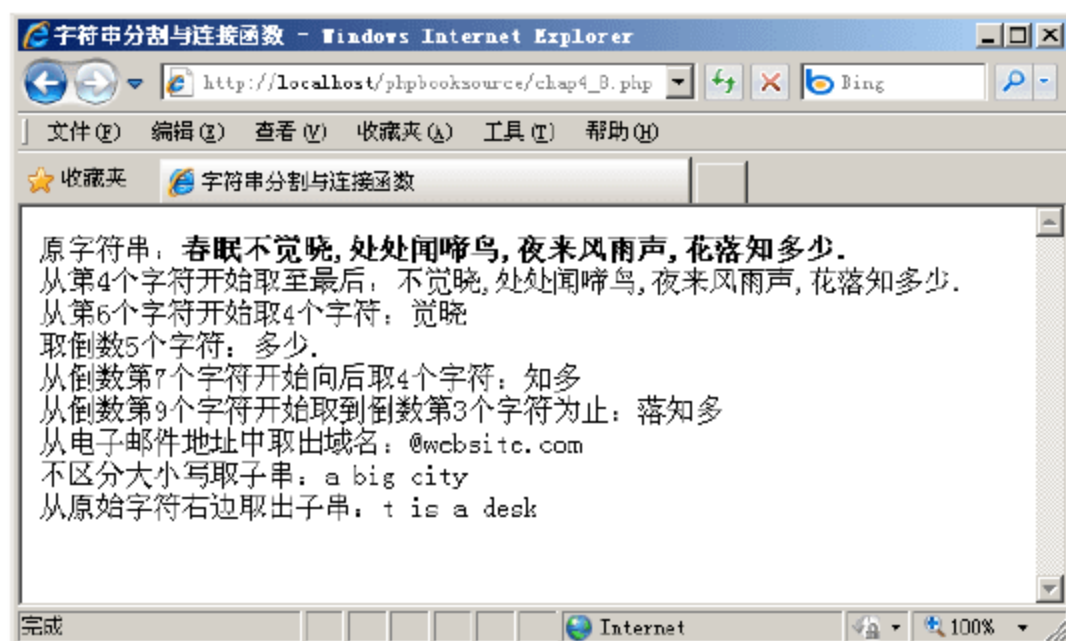 字符串分割与连接函数 - Windows Internet Explorer
http://localhost/phpbooksource/chap4_8.php
Bing
文件(F) 编辑(E) 查看(V) 收藏夹(A) 工具(T) 帮助(H)
收藏夹 字符串分割与连接函数
原字符串：春眠不觉晓,处处闻啼鸟,夜来风雨声,花落知多少.
从第4个字符开始取至最后：不觉晓,处处闻啼鸟,夜来风雨声,花落知多少.
从第6个字符开始取4个字符：觉晓
取倒数5个字符：多少.
从倒数第7个字符开始向后取4个字符：知多
从倒数第9个字符开始取到倒数第3个字符为止：落知多
从电子邮件地址中取出域名：@website.com
不区分大小写取子串：a big city
从原始字符右边取出子串：t is a desk
完成 Internet 100%